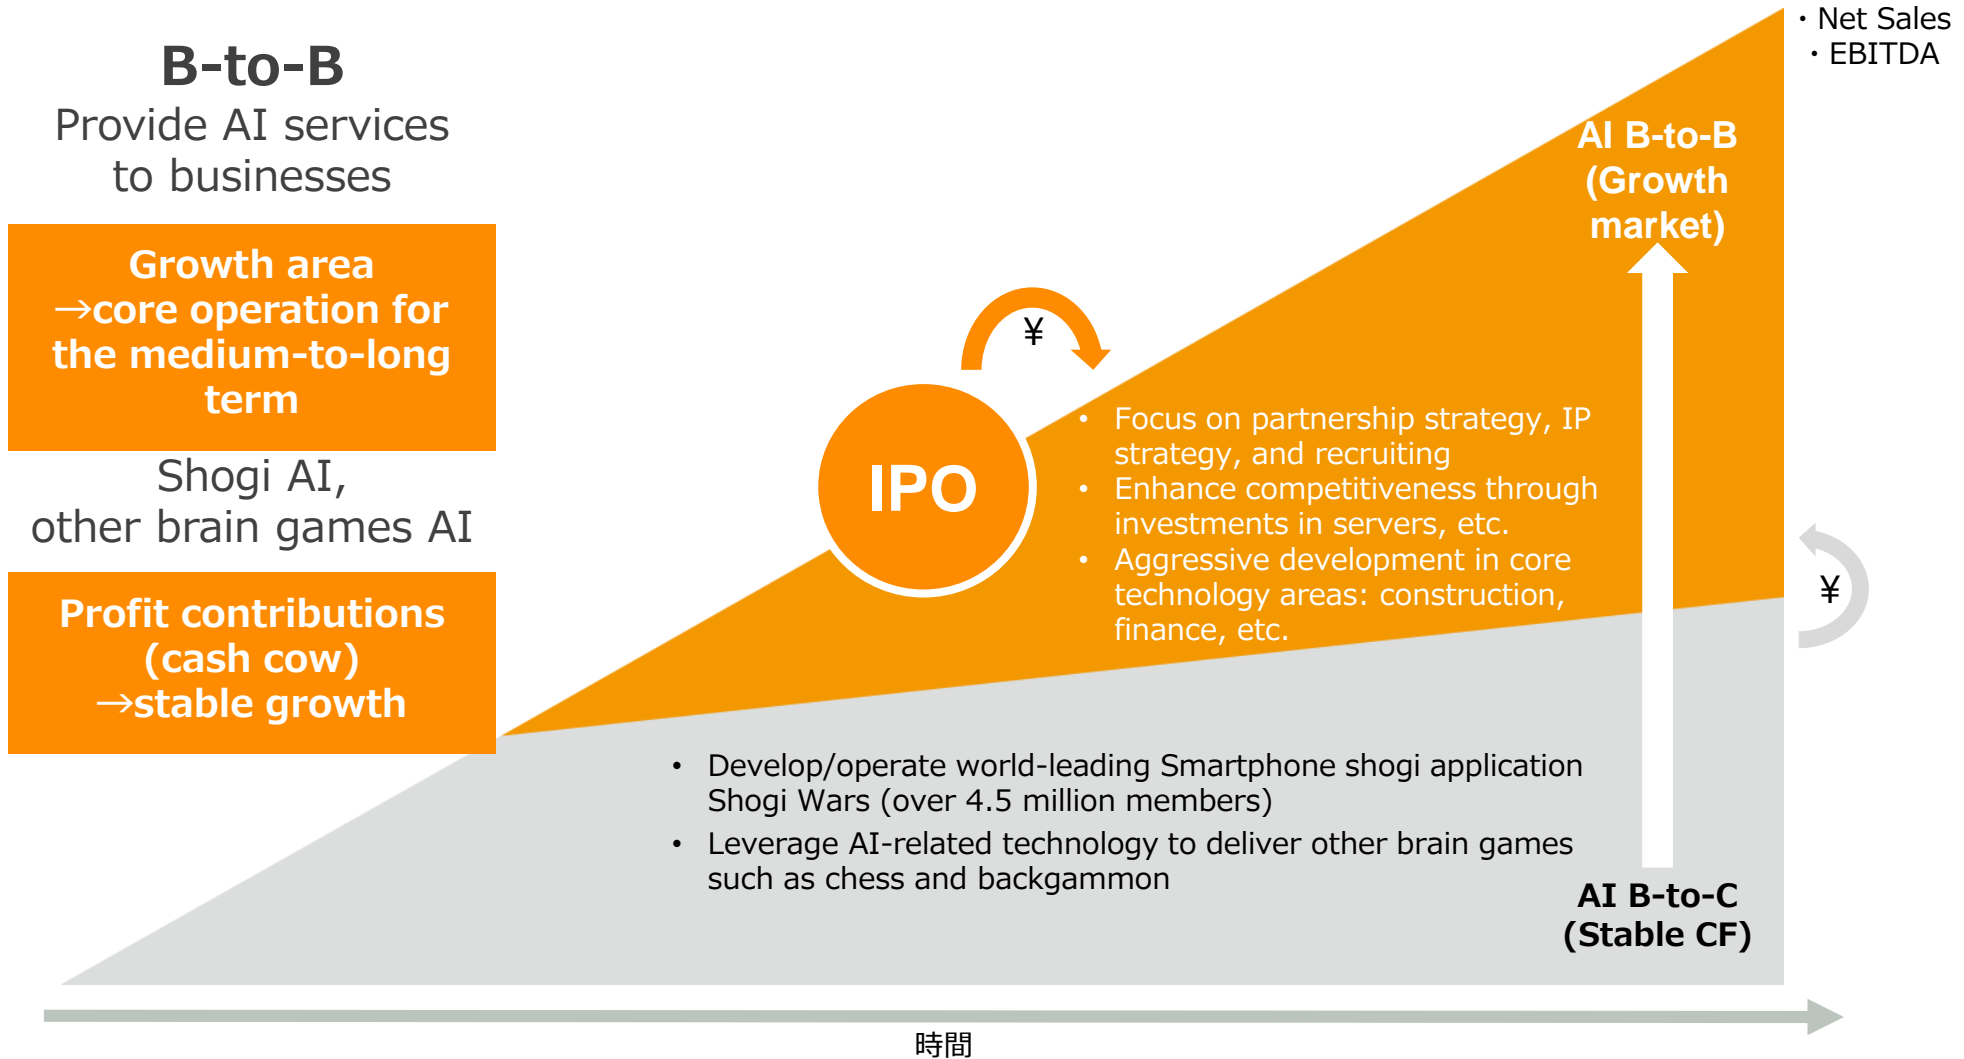 B-to-B
Provide AI services
to businesses
Growth area
→core operation for
the medium-to-long
term
Shogi AI,
other brain games AI
Profit contributions
(cash cow)
→stable growth
・Net Sales
・EBITDA
AI B-to-B
(Growth
market)
¥
IPO
• Focus on partnership strategy, IP
strategy, and recruiting
• Enhance competitiveness through
investments in servers, etc.
• Aggressive development in core
technology areas: construction,
finance, etc.
¥
• Develop/operate world-leading Smartphone shogi application
Shogi Wars (over 4.5 million members)
• Leverage AI-related technology to deliver other brain games
such as chess and backgammon
AI B-to-C
(Stable CF)
時間